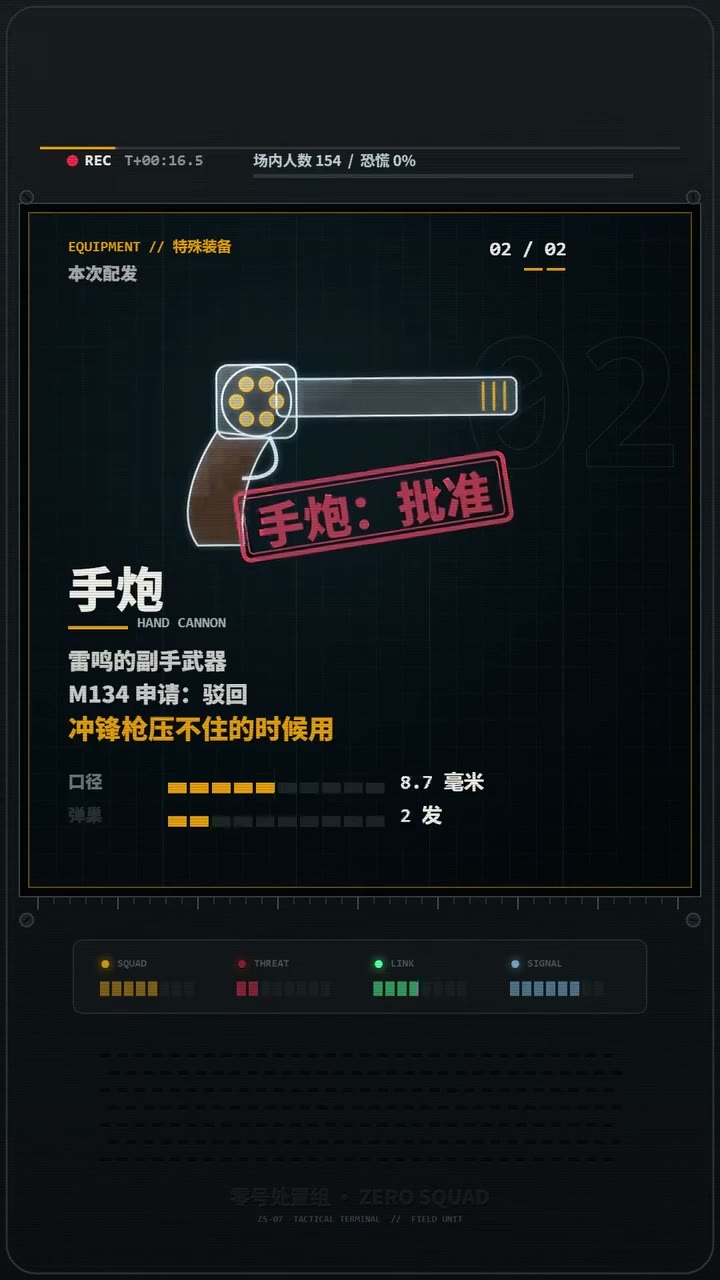 REC T+00:16.5 场内人数 154 / 恐慌 0%
EQUIPMENT // 特殊装备
02 / 02
本次配发
02
手炮：批准
手炮
HAND CANNON
雷鸣的副手武器
M134 申请：驳回
冲锋枪压不住的时候用
口径 8.7 毫米
弹巢 2 发
SQUAD THREAT LINK SIGNAL
零号处置组 · ZERO SQUAD
ZS-07 TACTICAL TERMINAL // FIELD UNIT